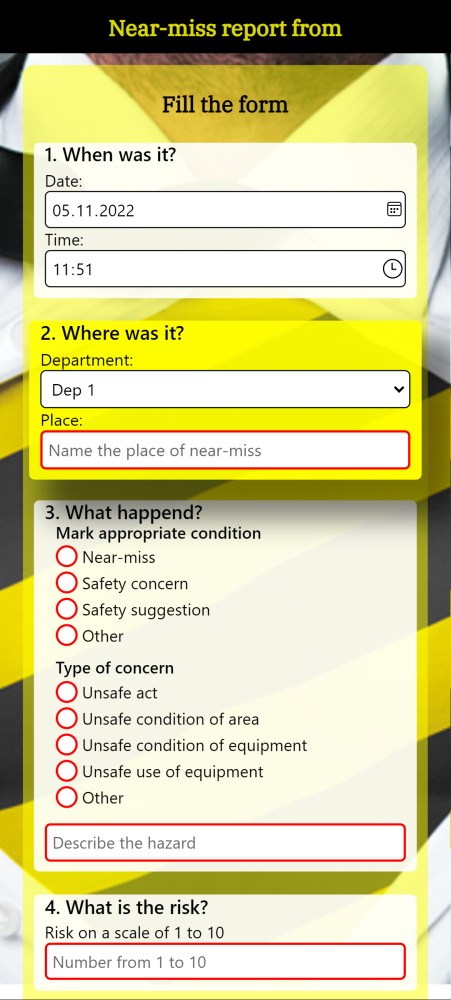 Near-miss report from
Fill the form
1. When was it?
Date:
05.11.2022
Time:
11:51
2. Where was it?
Department:
Dep 1
Place:
Name the place of near-miss
3. What happend?
Mark appropriate condition
Near-miss
Safety concern
Safety suggestion
Other
Type of concern
Unsafe act
Unsafe condition of area
Unsafe condition of equipment
Unsafe use of equipment
Other
Describe the hazard
4. What is the risk?
Risk on a scale of 1 to 10
Number from 1 to 10